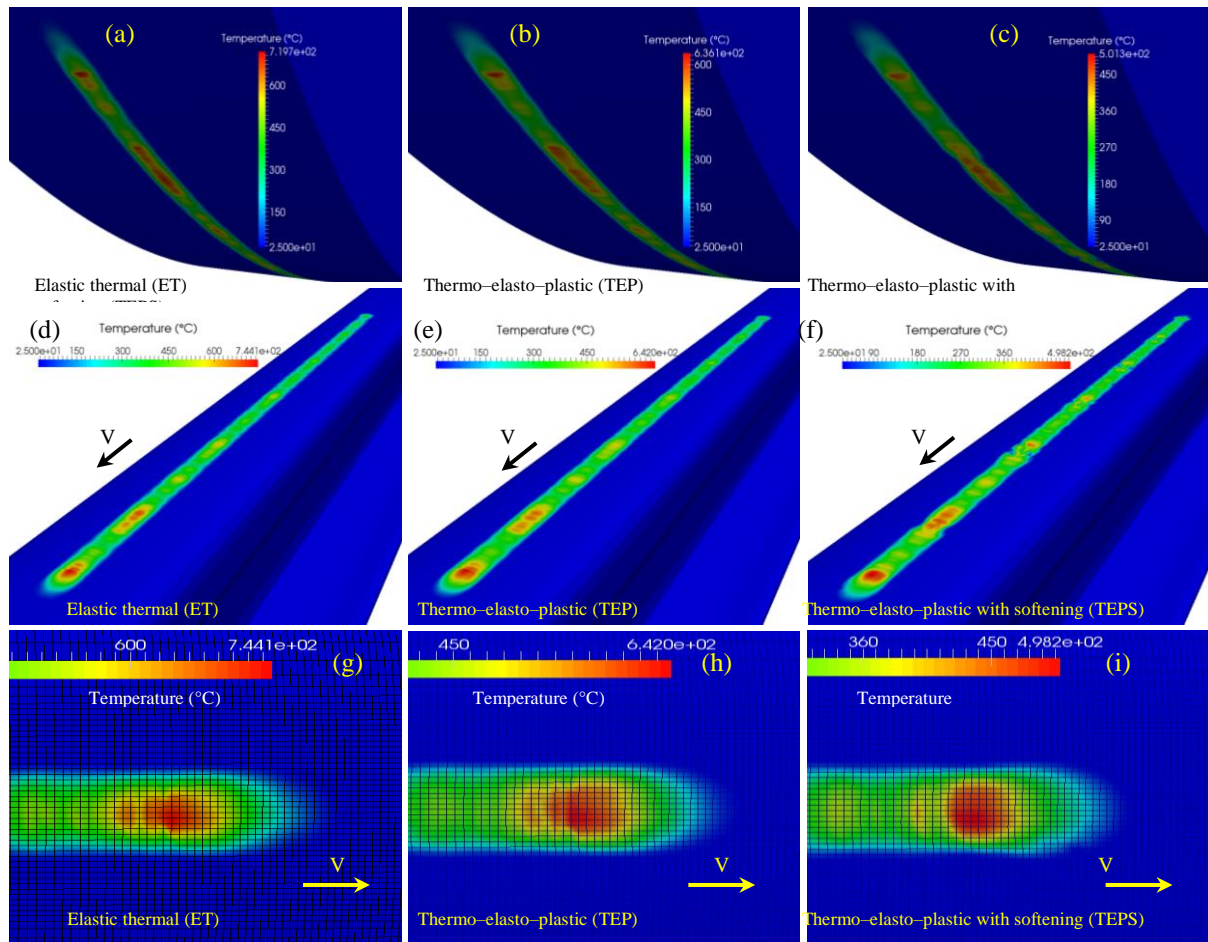 (a)
Temperature (°C)
7.197e+02
600
450
300
150
2.500e+01
Elastic thermal (ET)
(b)
Temperature (°C)
6.361e+02
600
450
300
150
2.500e+01
Thermo–elasto–plastic (TEP)
(c)
Temperature (°C)
5.013e+02
450
360
270
180
90
2.500e+01
Thermo–elasto–plastic with
(d)
Temperature (°C)
2.500e+01 150 300 450 600 7.441e+02
V
Elastic thermal (ET)
(e)
Temperature (°C)
2.500e+01 150 300 450 6.420e+02
V
Thermo–elasto–plastic (TEP)
(f)
Temperature (°C)
2.500e+01 90 180 270 360 4.982e+02
V
Thermo–elasto–plastic with softening (TEPS)
600 7.441e+02
(g)
Temperature (°C)
V
Elastic thermal (ET)
450 6.420e+02
(h)
Temperature (°C)
V
Thermo–elasto–plastic (TEP)
360 450 4.982e+02
(i)
Temperature
V
Thermo–elasto–plastic with softening (TEPS)